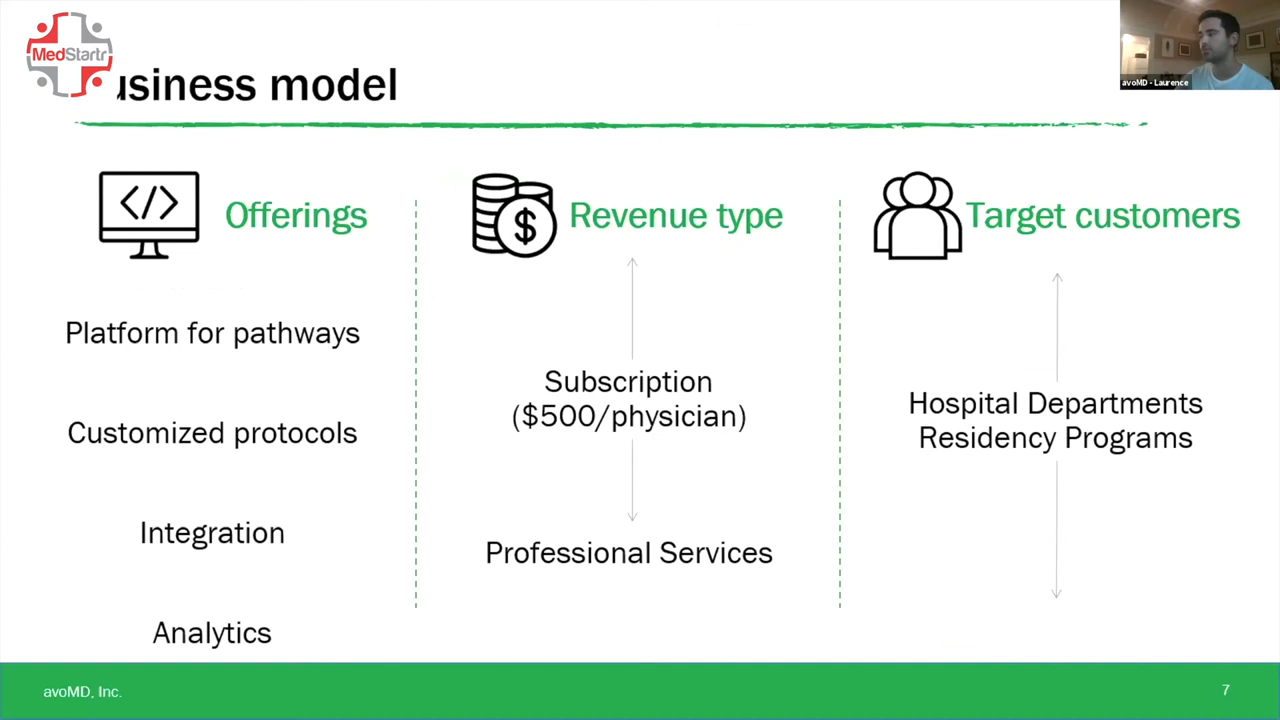 MedStartr
usiness model
avoMD - Laurence
</>
Offerings
$
Revenue type
Target customers
Platform for pathways
Customized protocols
Integration
Analytics
Subscription
($500/physician)
Professional Services
Hospital Departments
Residency Programs
avoMD, Inc.
7